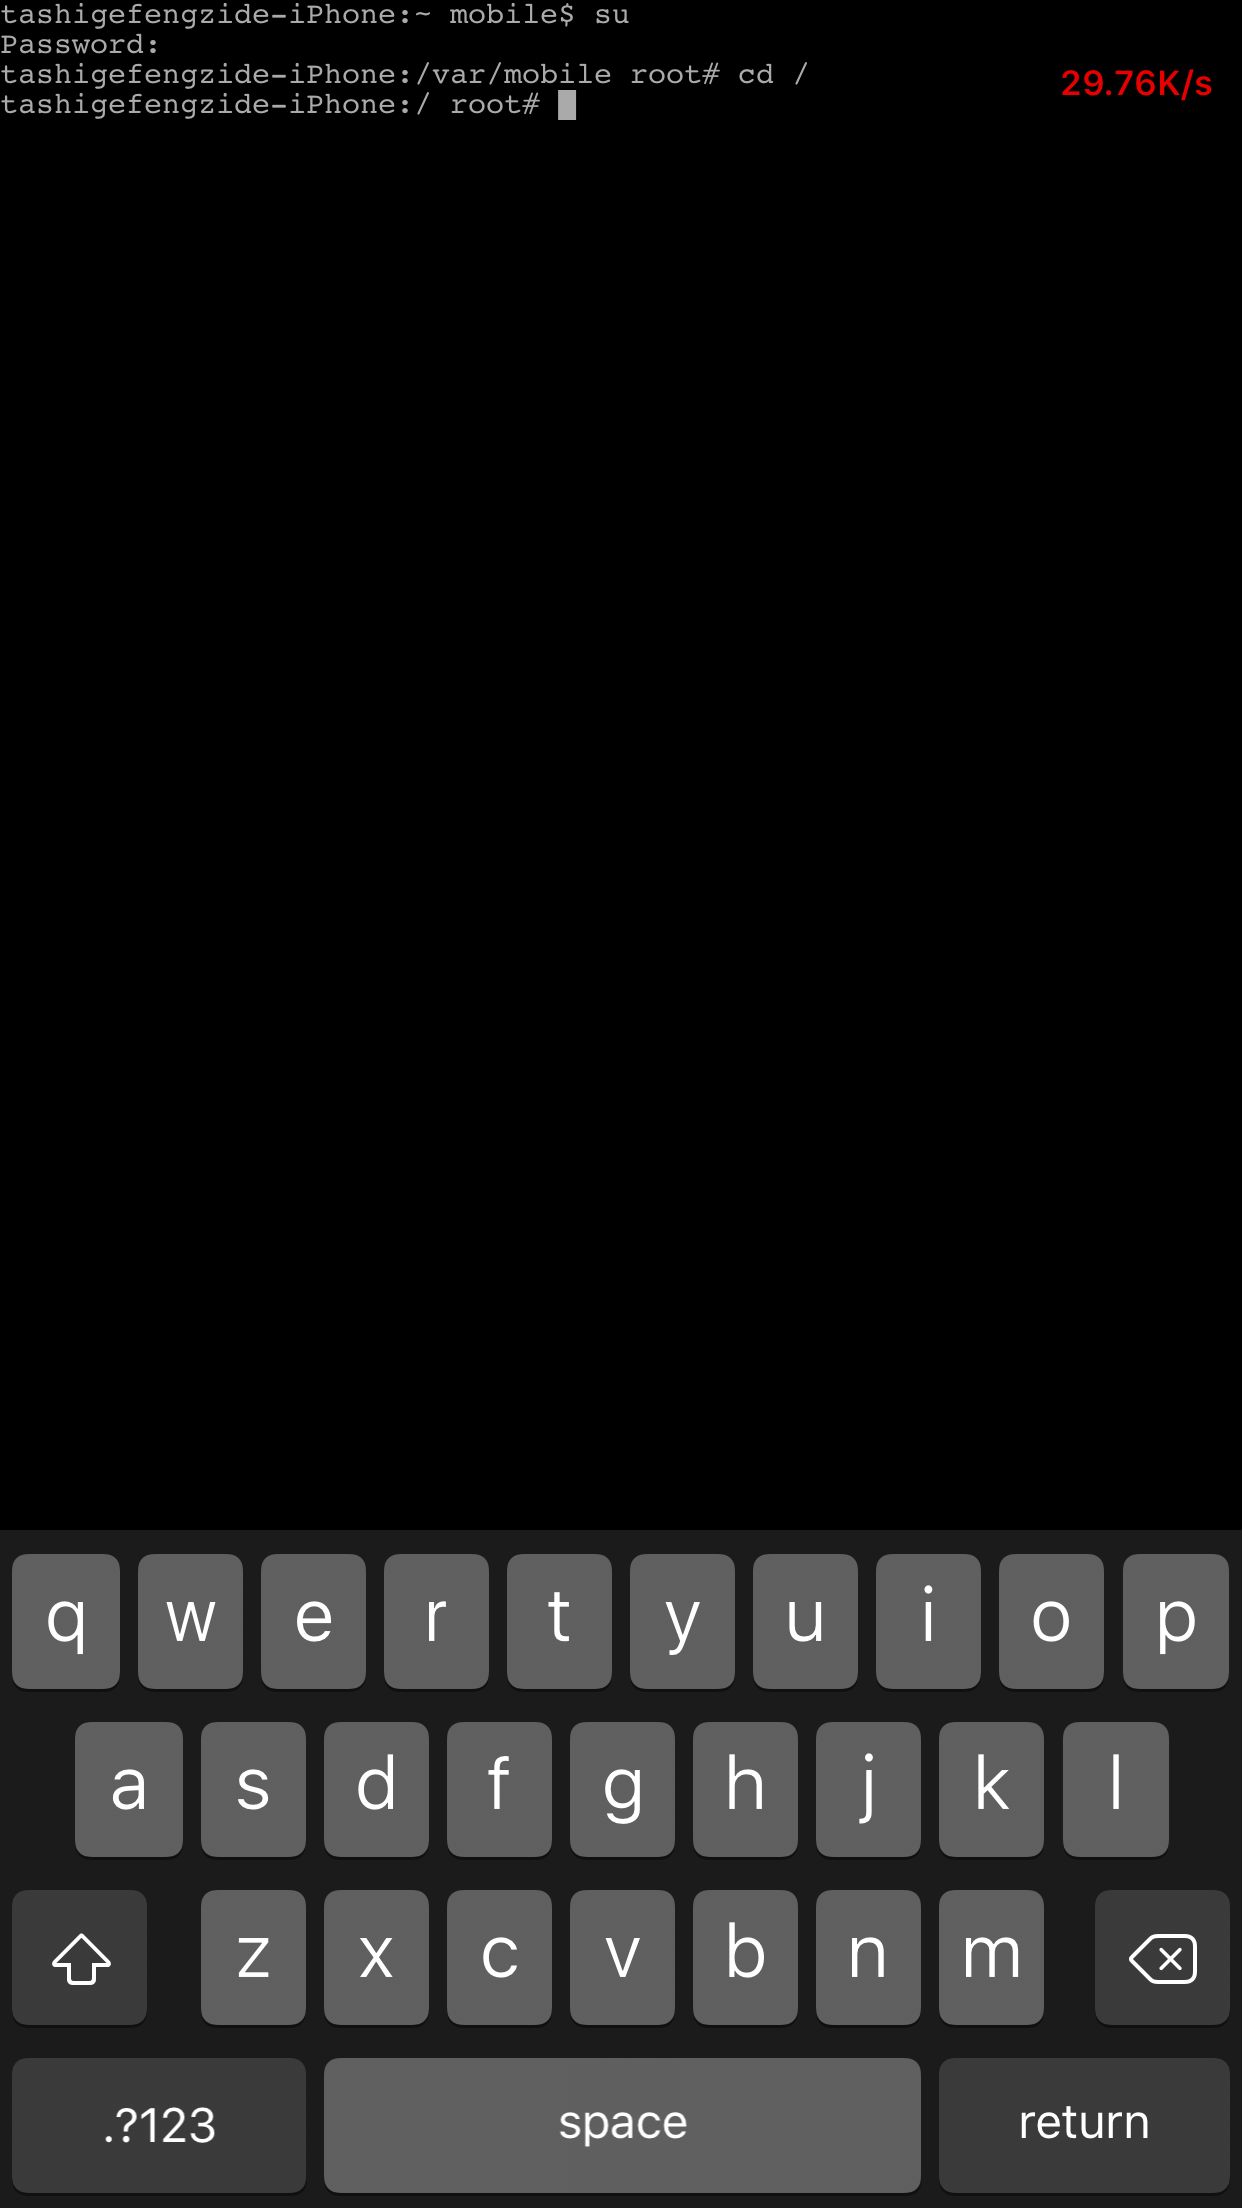 tashigefengzide-iPhone:~ mobile$ su
Password:
tashigefengzide-iPhone:/var/mobile root# cd /
29.76K/s
tashigefengzide-iPhone:/ root#
q w e r t y u i o p
a s d f g h j k l
z x c v b n m
.?123 space return